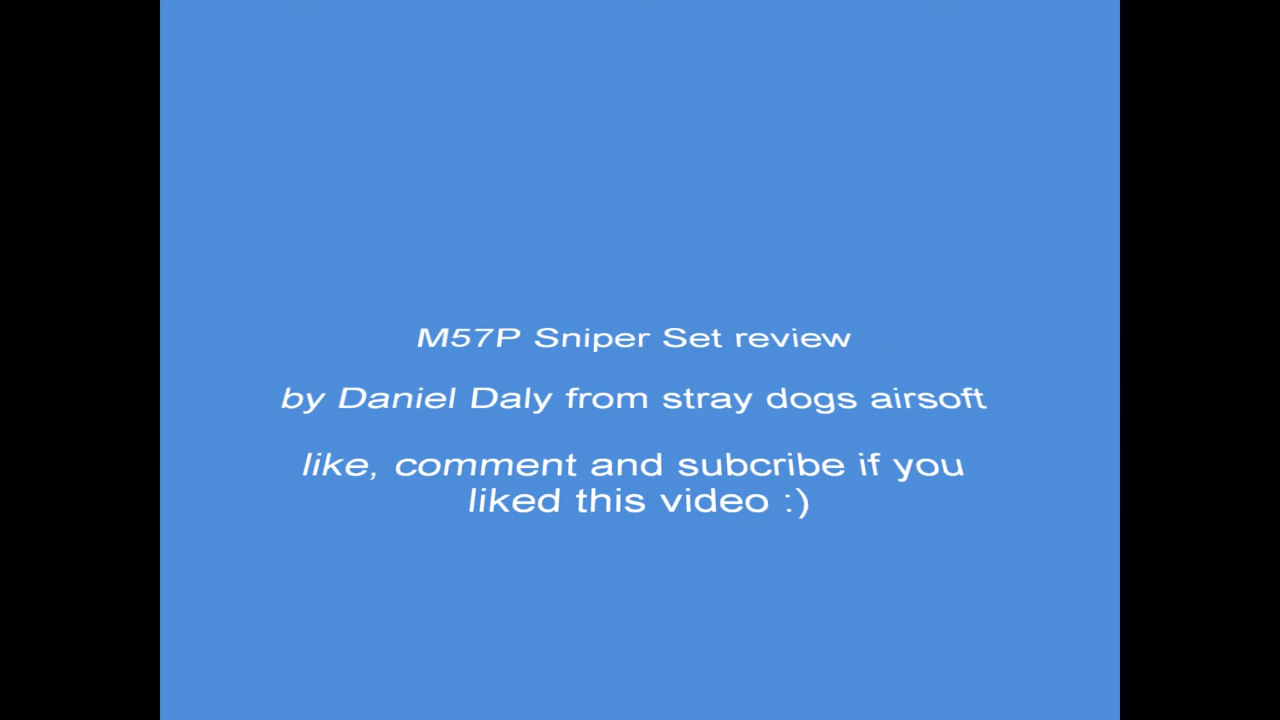 M57P Sniper Set review
by Daniel Daly from stray dogs airsoft
like, comment and subcribe if you
liked this video :)